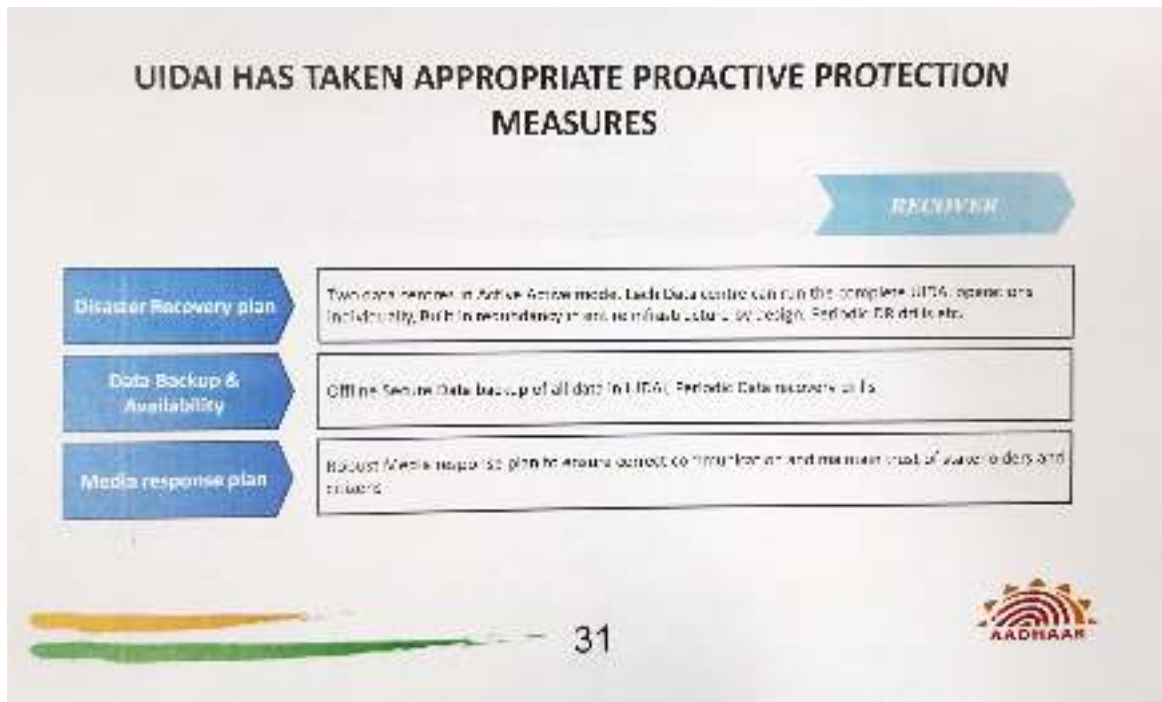 UIDAI HAS TAKEN APPROPRIATE PROACTIVE PROTECTION
MEASURES
RECOVER
Disaster Recovery plan
Two data centres in Active Active mode. Each Data centre can run the complete UIDAI operations
individually, Built in redundancy in entire infrastructure by design. Periodic DR drills etc.
Data Backup &
Availability
Offline Secure Data backup of all data in UIDAI, Periodic Data recovery drills
Media response plan
Robust Media response plan to ensure correct communication and maintain trust of stakeholders and
citizens
31
AADHAAR